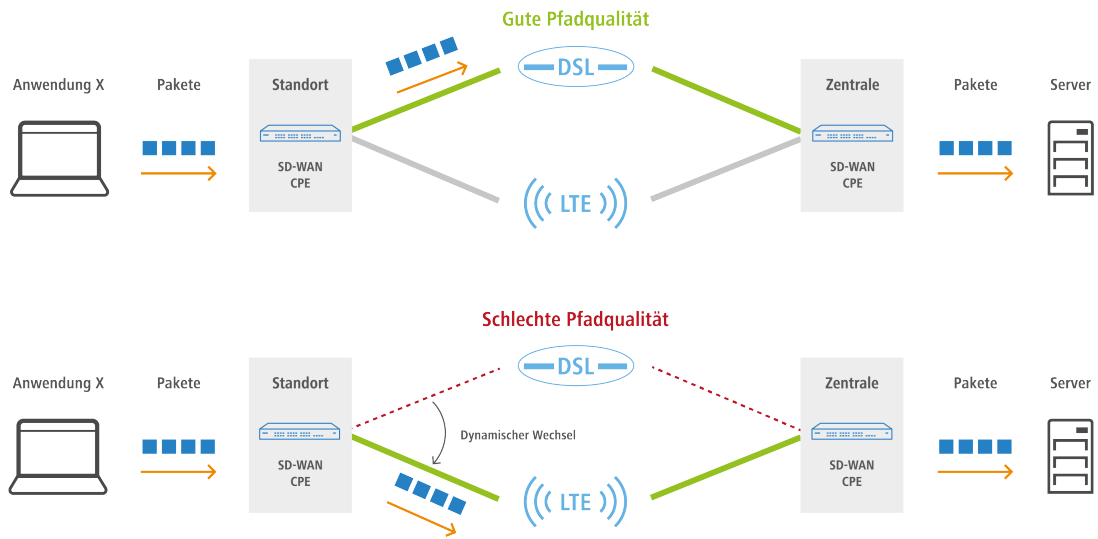 Gute Pfadqualität
DSL
Anwendung X
Pakete
Standort
Zentrale
Pakete
Server
SD-WAN
CPE
SD-WAN
CPE
LTE
Schlechte Pfadqualität
DSL
Anwendung X
Pakete
Standort
Zentrale
Pakete
Server
Dynamischer Wechsel
SD-WAN
CPE
SD-WAN
CPE
LTE